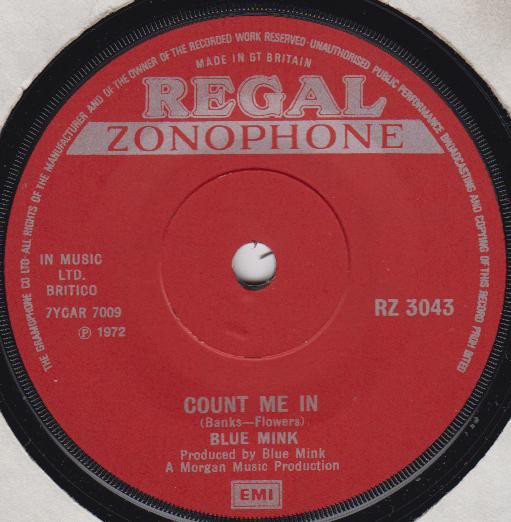 THE GRAMOPHONE CO LTD·ALL RIGHTS OF THE MANUFACTURER AND OF THE OWNER OF THE RECORDED WORK RESERVED·UNAUTHORISED PUBLIC PERFORMANCE BROADCASTING AND COPYING OF THIS RECORD PROHIBITED
MADE IN GT BRITAIN
REGAL
ZONOPHONE
IN MUSIC
LTD.
BRITICO
7YCAR 7009
℗ 1972
RZ 3043
COUNT ME IN
(Banks—Flowers)
BLUE MINK
Produced by Blue Mink
A Morgan Music Production
EMI